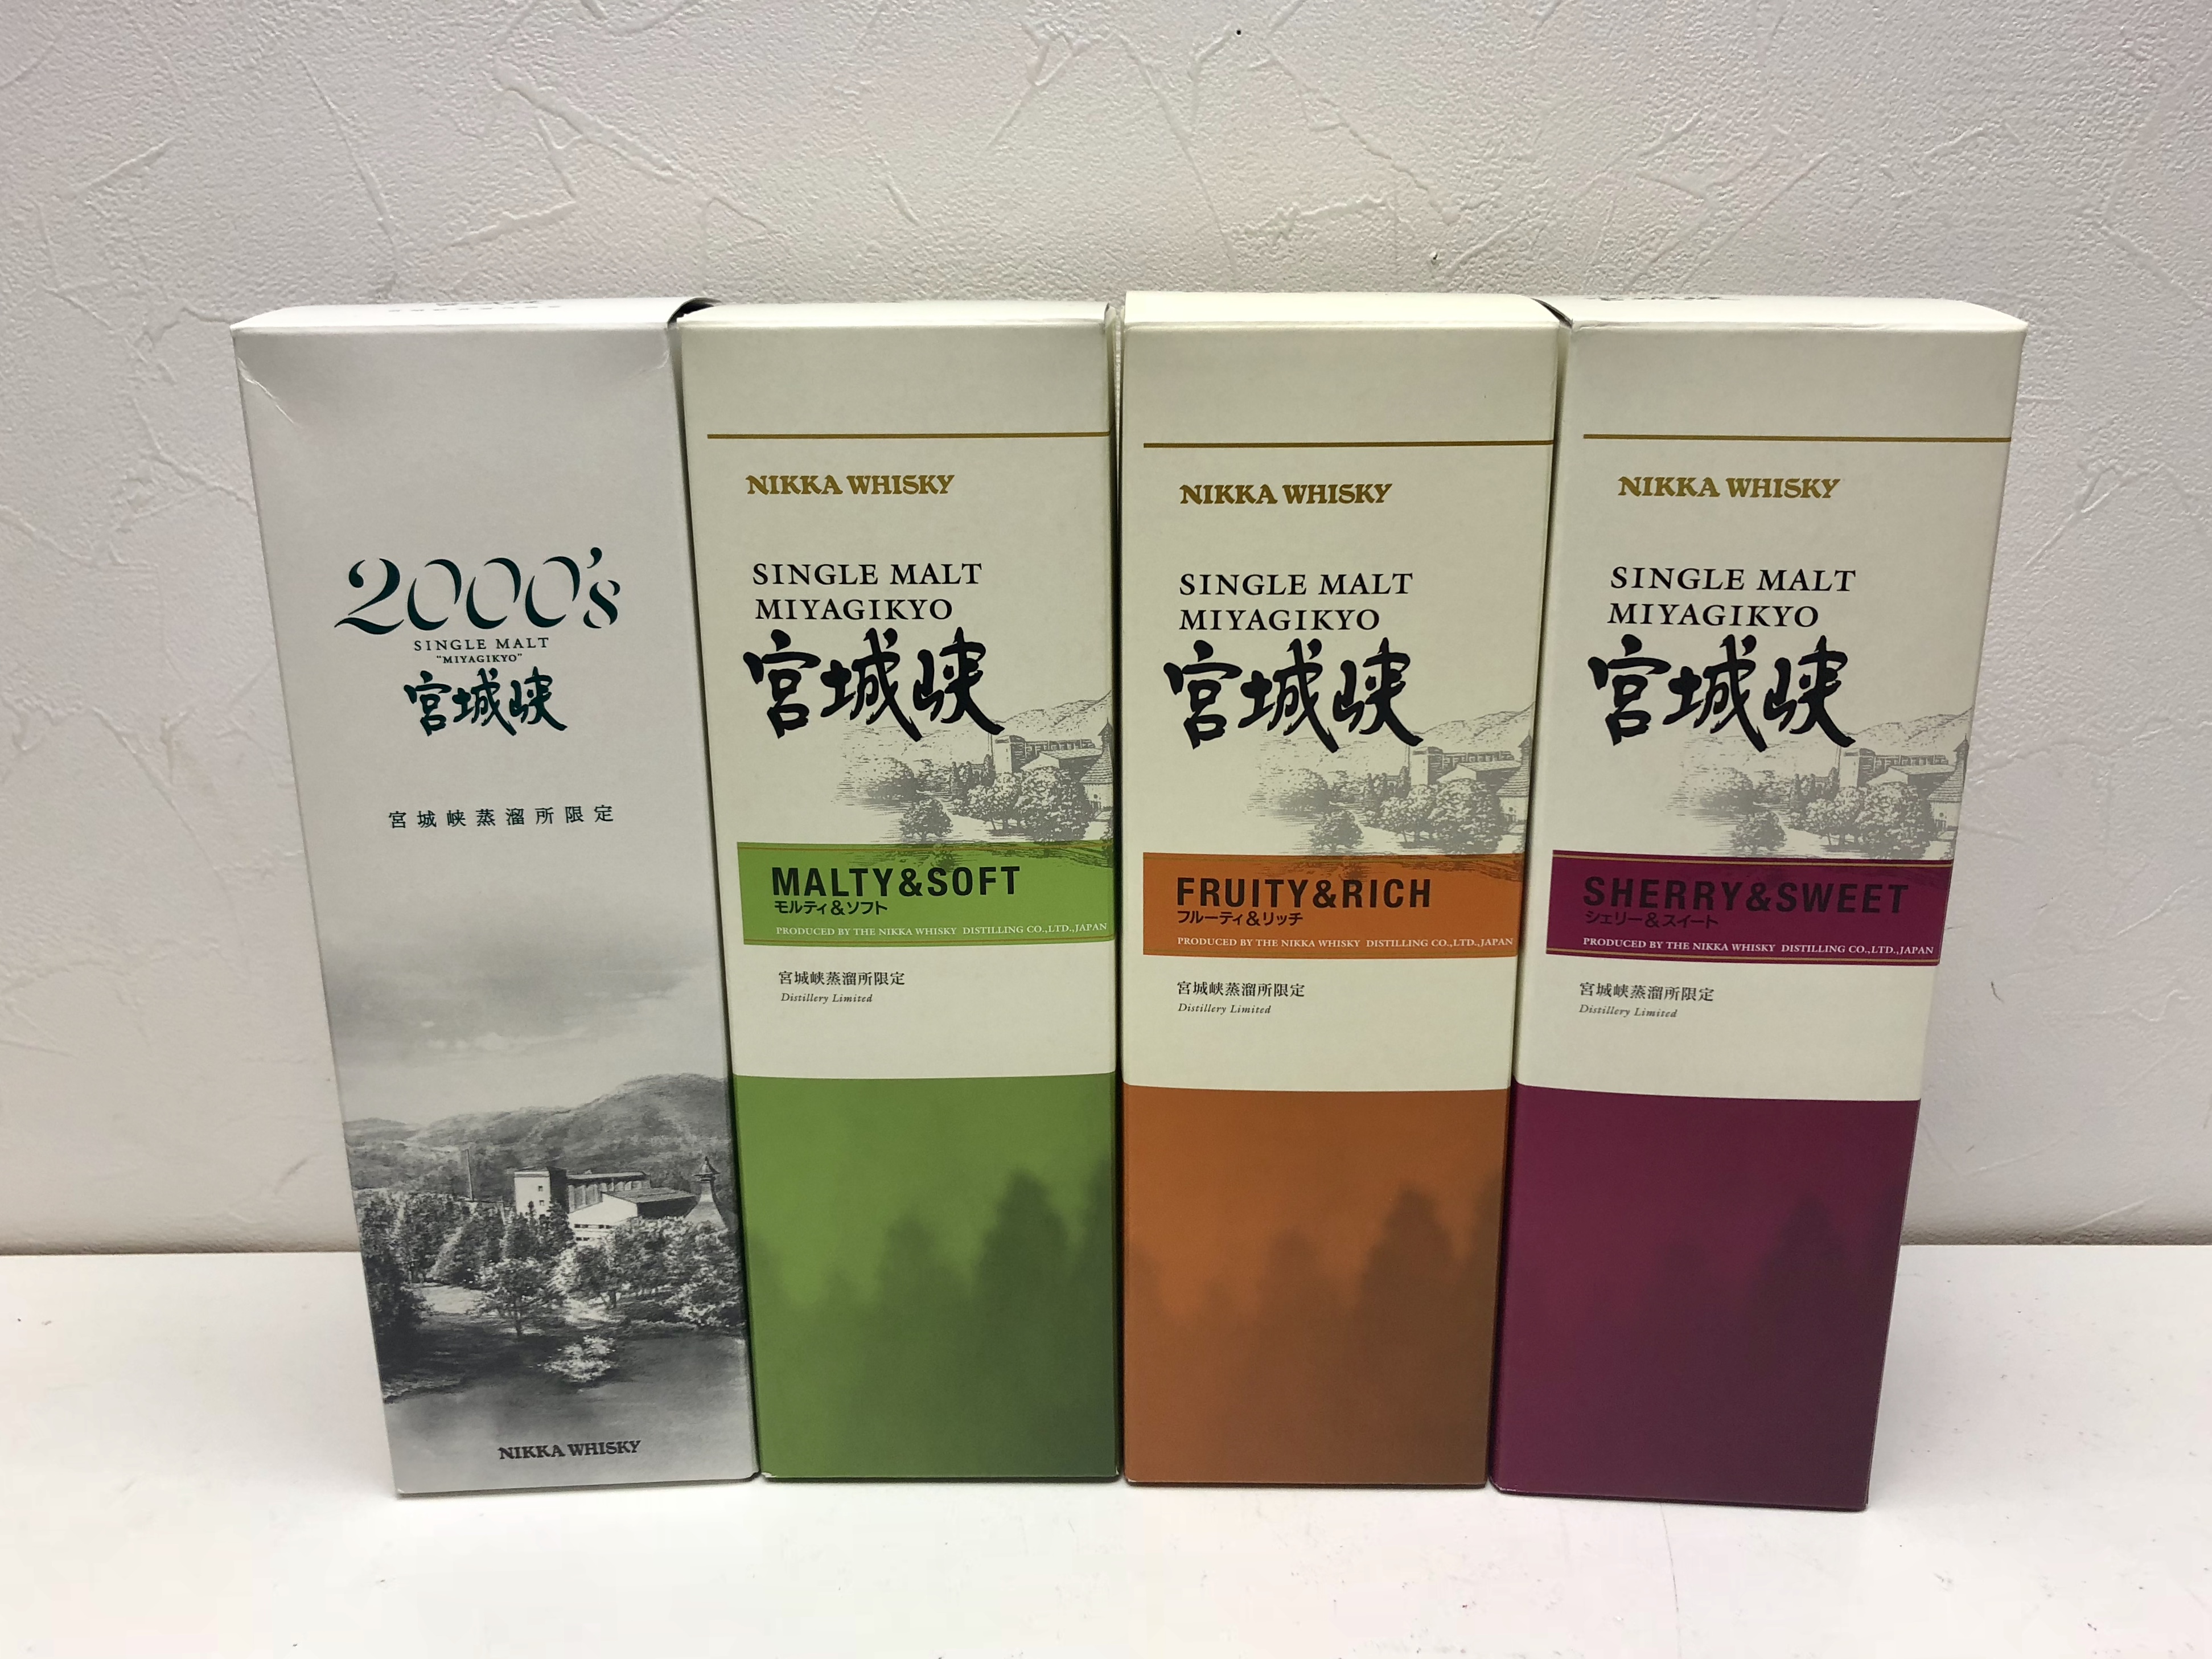 2000's
SINGLE MALT
"MIYAGIKYO"
宮城峡
宮城峡蒸溜所限定
NIKKA WHISKY
NIKKA WHISKY
SINGLE MALT
MIYAGIKYO
宮城峡
MALTY&SOFT
モルティ&ソフト
PRODUCED BY THE NIKKA WHISKY DISTILLING CO.,LTD.,JAPAN
宮城峡蒸溜所限定
Distillery Limited
NIKKA WHISKY
SINGLE MALT
MIYAGIKYO
宮城峡
FRUITY&RICH
フルーティ&リッチ
PRODUCED BY THE NIKKA WHISKY DISTILLING CO.,LTD.,JAPAN
宮城峡蒸溜所限定
Distillery Limited
NIKKA WHISKY
SINGLE MALT
MIYAGIKYO
宮城峡
SHERRY&SWEET
シェリー&スイート
PRODUCED BY THE NIKKA WHISKY DISTILLING CO.,LTD.,JAPAN
宮城峡蒸溜所限定
Distillery Limited